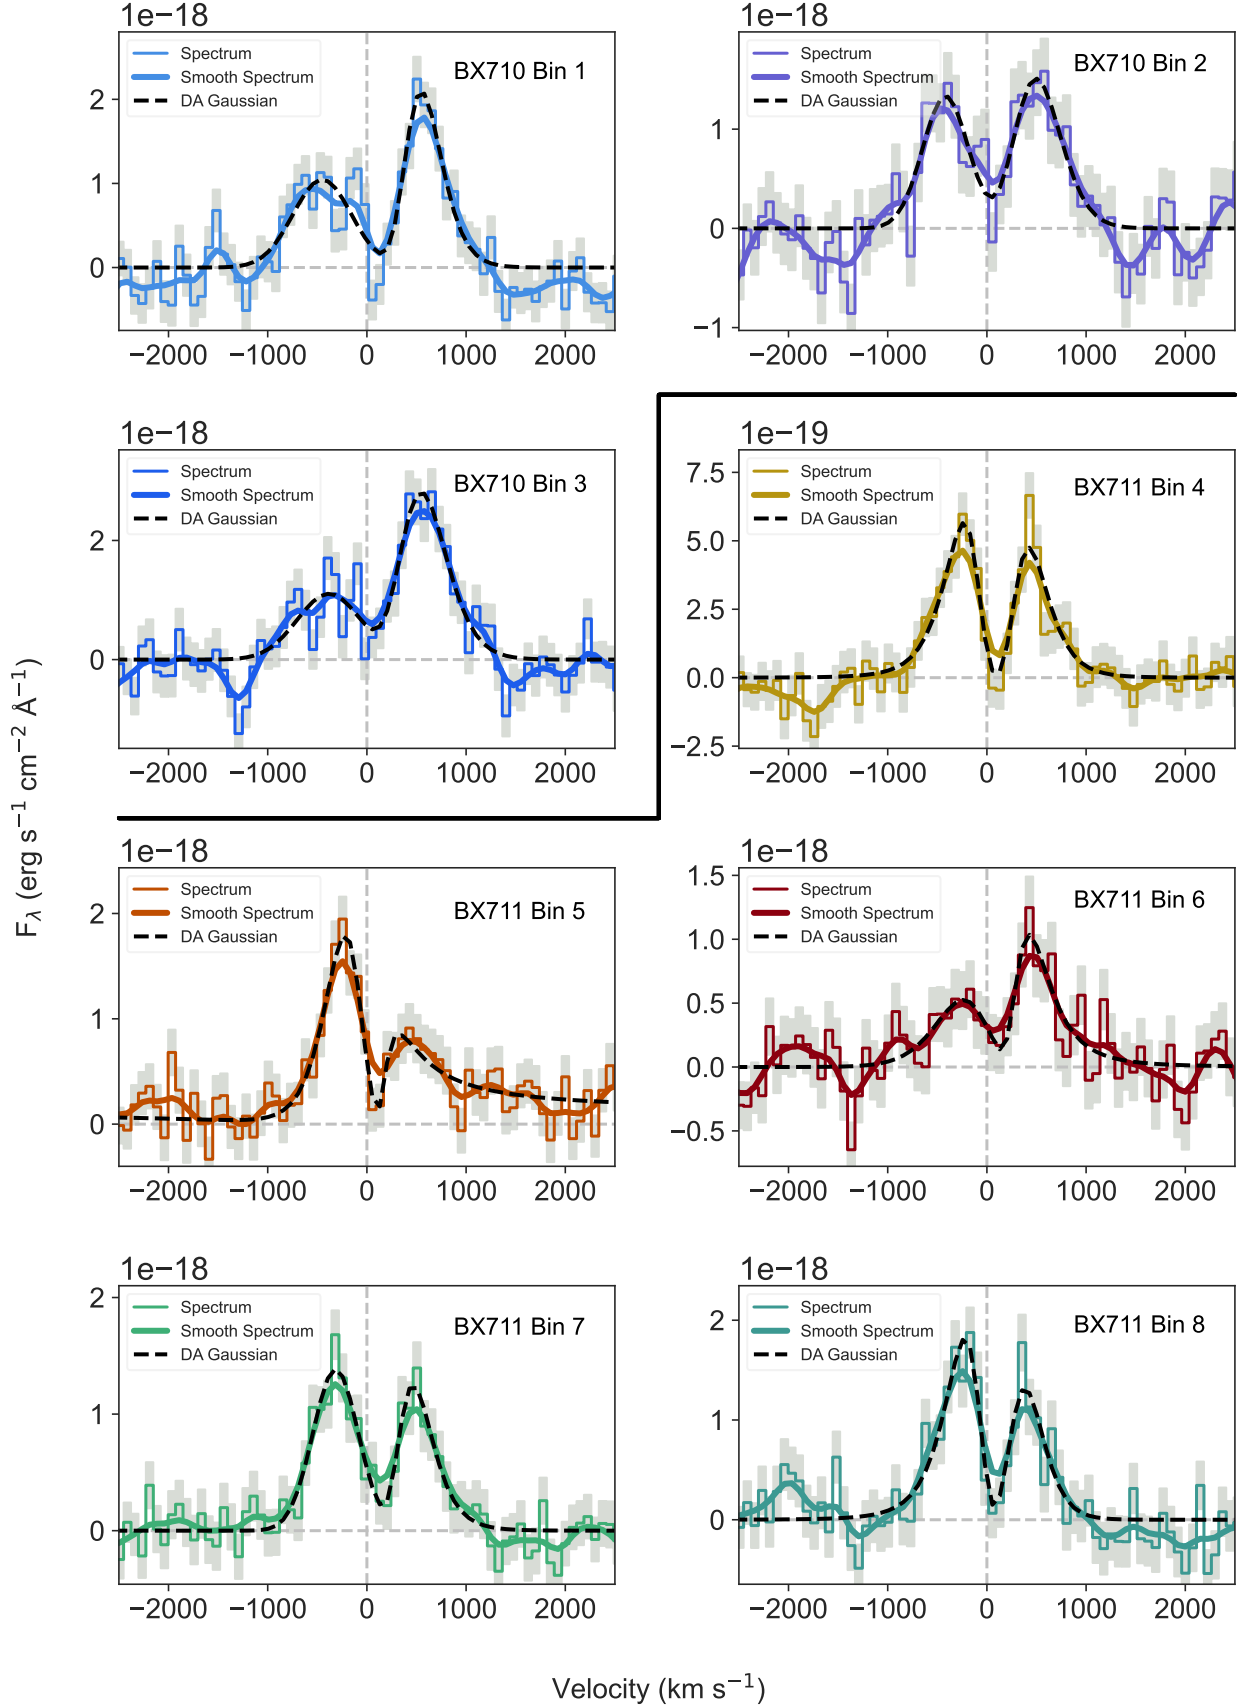 1e−18
Spectrum
Smooth Spectrum
DA Gaussian
BX710 Bin 1
2
1
0
−2000 −1000 0 1000 2000
1e−18
Spectrum
Smooth Spectrum
DA Gaussian
BX710 Bin 2
1
0
−1
−2000 −1000 0 1000 2000
1e−18
Spectrum
Smooth Spectrum
DA Gaussian
BX710 Bin 3
2
0
−2000 −1000 0 1000 2000
1e−19
Spectrum
Smooth Spectrum
DA Gaussian
BX711 Bin 4
7.5
5.0
2.5
0.0
−2.5
−2000 −1000 0 1000 2000
F_λ (erg s⁻¹ cm⁻² Å⁻¹)
1e−18
Spectrum
Smooth Spectrum
DA Gaussian
BX711 Bin 5
2
1
0
−2000 −1000 0 1000 2000
1e−18
Spectrum
Smooth Spectrum
DA Gaussian
BX711 Bin 6
1.5
1.0
0.5
0.0
−0.5
−2000 −1000 0 1000 2000
1e−18
Spectrum
Smooth Spectrum
DA Gaussian
BX711 Bin 7
2
1
0
−2000 −1000 0 1000 2000
1e−18
Spectrum
Smooth Spectrum
DA Gaussian
BX711 Bin 8
2
1
0
−2000 −1000 0 1000 2000
Velocity (km s⁻¹)